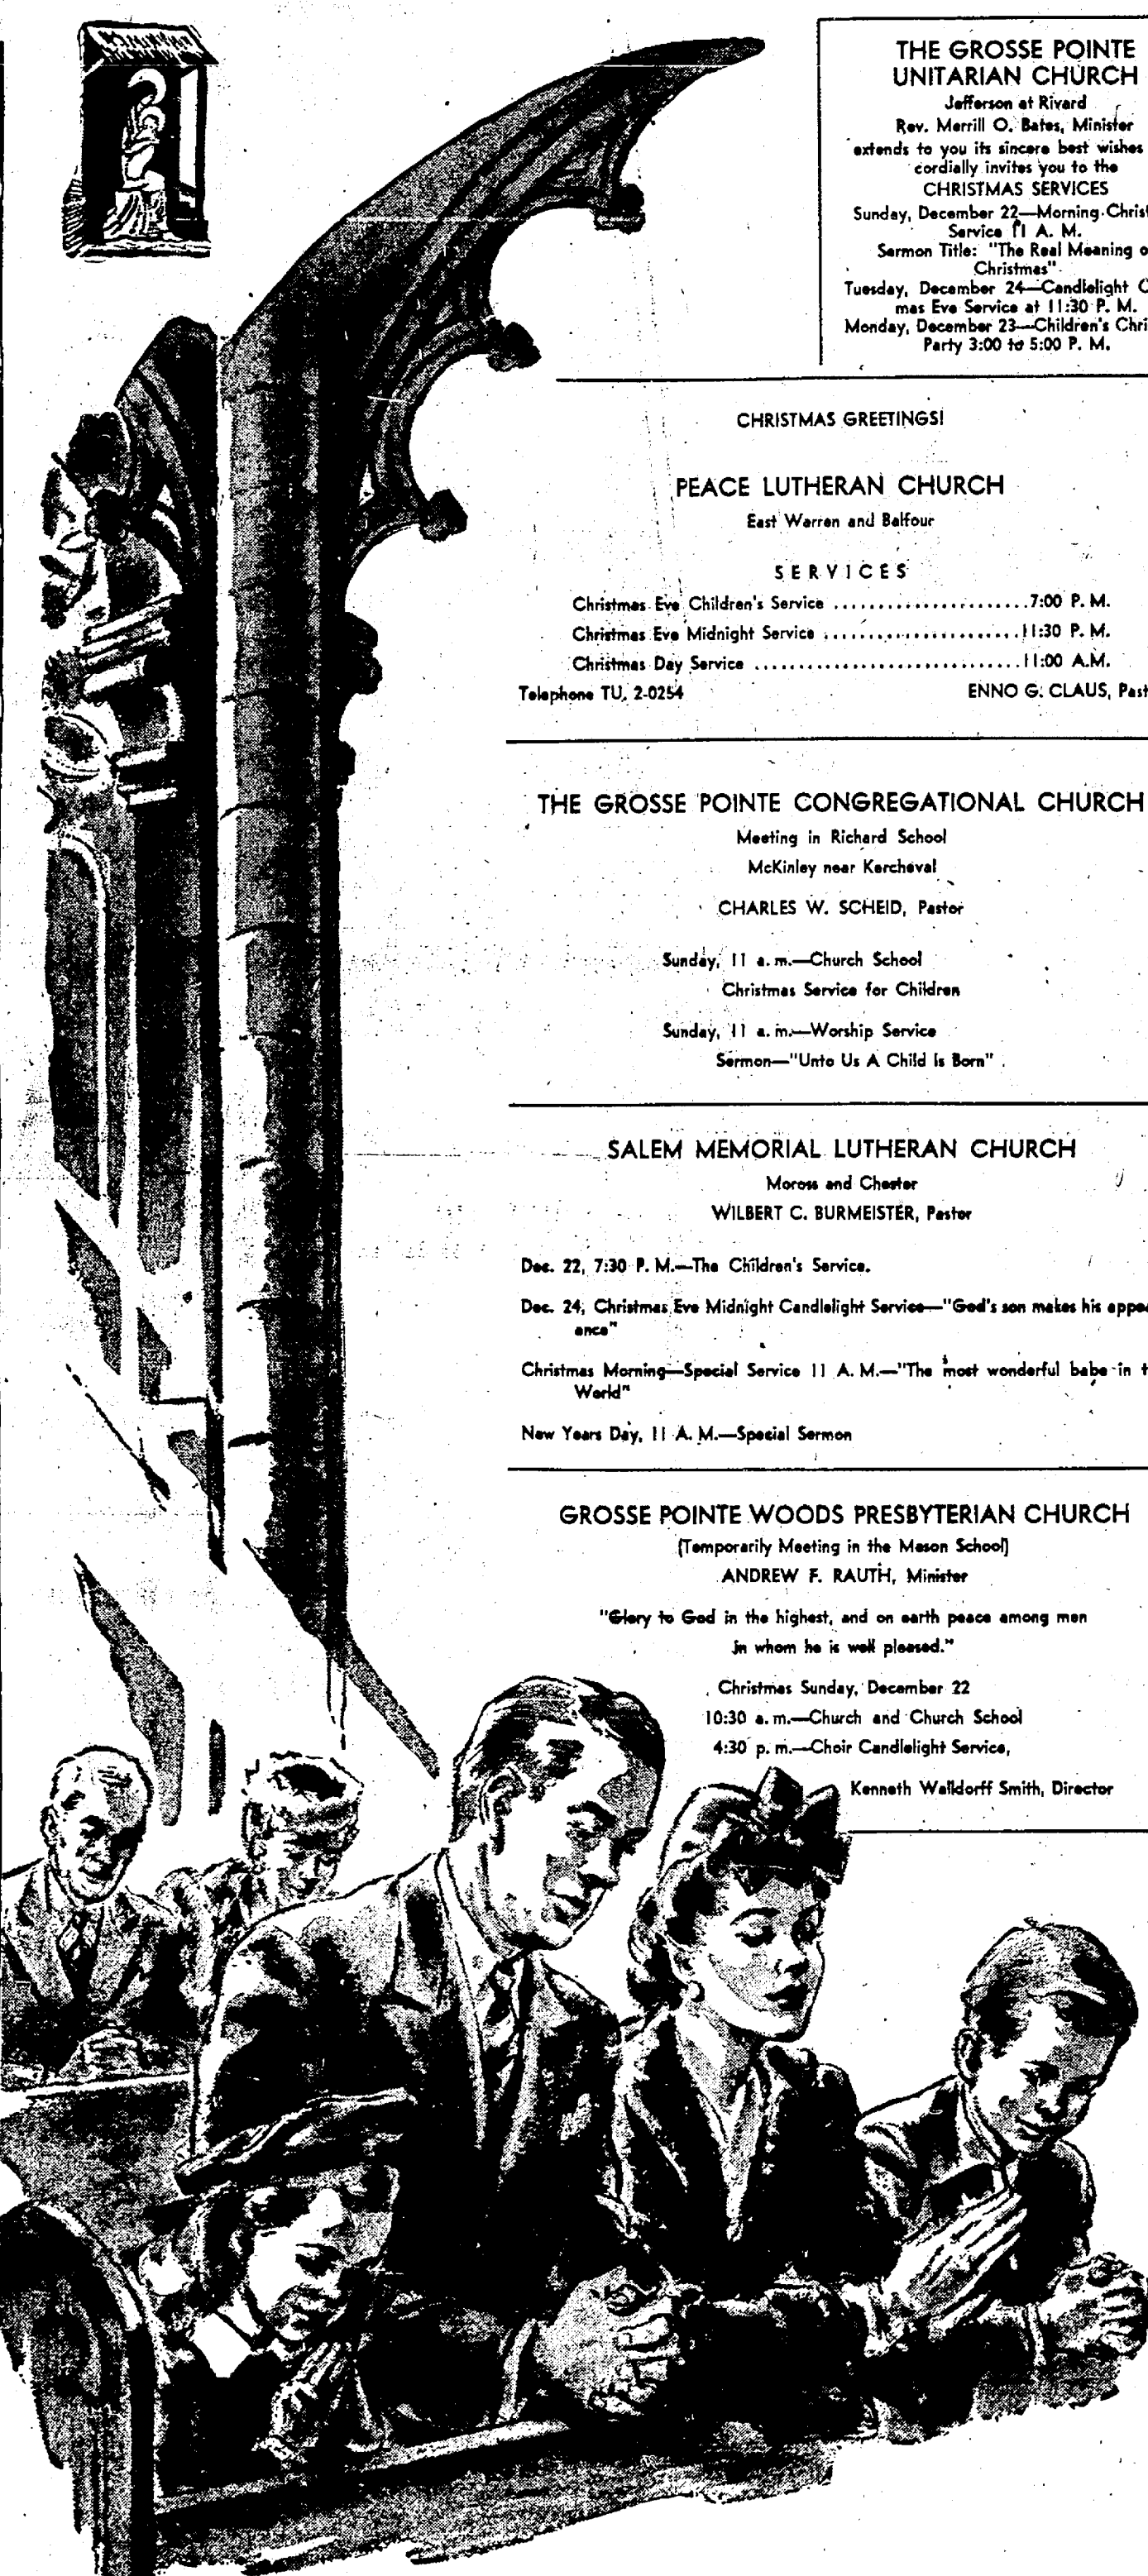 THE GROSSE POINTE
UNITARIAN CHURCH
Jefferson at Rivard
Rev. Merrill O. Bates, Minister
extends to you its sincere best wishes
cordially invites you to the
CHRISTMAS SERVICES
Sunday, December 22—Morning Christ
Service 11 A. M.
Sermon Title: "The Real Meaning o
Christmas"
Tuesday, December 24—Candlelight C
mas Eve Service at 11:30 P. M.
Monday, December 23—Children's Chri
Party 3:00 to 5:00 P. M.
CHRISTMAS GREETINGS!
PEACE LUTHERAN CHURCH
East Warren and Balfour
SERVICES
Christmas Eve Children's Service ......................7:00 P. M.
Christmas Eve Midnight Service ......................11:30 P. M.
Christmas Day Service ..............................11:00 A.M.
Telephone TU. 2-0254 ENNO G. CLAUS, Past
THE GROSSE POINTE CONGREGATIONAL CHURCH
Meeting in Richard School
McKinley near Kercheval
CHARLES W. SCHEID, Pastor
Sunday, 11 a. m.—Church School
Christmas Service for Children
Sunday, 11 a. m.—Worship Service
Sermon—"Unto Us A Child Is Born"
SALEM MEMORIAL LUTHERAN CHURCH
Moross and Chester
WILBERT C. BURMEISTER, Pastor
Dec. 22, 7:30 P. M.—The Children's Service.
Dec. 24, Christmas Eve Midnight Candlelight Service—"God's son makes his appe
ance"
Christmas Morning—Special Service 11 A. M.—"The most wonderful babe in t
World"
New Years Day, 11 A. M.—Special Sermon
GROSSE POINTE WOODS PRESBYTERIAN CHURCH
(Temporarily Meeting in the Mason School)
ANDREW F. RAUTH, Minister
"Glory to God in the highest, and on earth peace among men
in whom he is well pleased."
Christmas Sunday, December 22
10:30 a. m.—Church and Church School
4:30 p. m.—Choir Candlelight Service,
Kenneth Walldorff Smith, Director